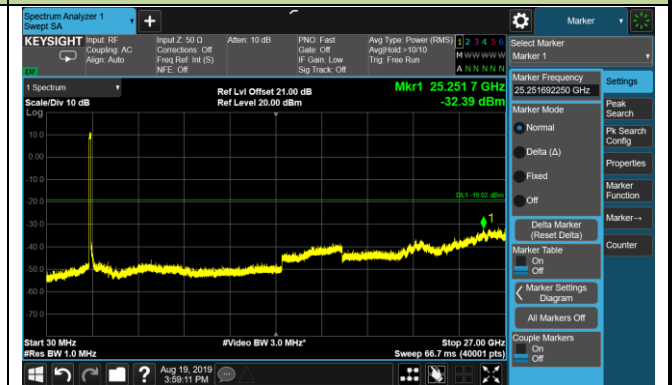 Spectrum Analyzer 1
Swept SA
Marker
KEYSIGHT
Input: RF
Coupling: AC
Align: Auto
Input Z: 50 Ω
Corrections: Off
Freq Ref: Int (S)
NFE: Off
Atten: 10 dB
PNO: Fast
Gate: Off
IF Gain: Low
Sig Track: Off
Avg Type: Power (RMS)
Avg|Hold:>10/10
Trig: Free Run
1 2 3 4 5 6
M W W W W W
A N N N N N
LW
1 Spectrum
Scale/Div 10 dB
Ref Lvl Offset 21.00 dB
Ref Level 20.00 dBm
Mkr1 25.251 7 GHz
-32.39 dBm
Log
10.0
0.00
-10.0
-20.0
-30.0
-40.0
-50.0
-60.0
-70.0
DL1 -19.02 dBm
1
Start 30 MHz
#Res BW 1.0 MHz
#Video BW 3.0 MHz*
Stop 27.00 GHz
Sweep 66.7 ms (40001 pts)
Select Marker
Marker 1
Marker Frequency
25.251692250 GHz
Marker Mode
Normal
Delta (Δ)
Fixed
Off
Delta Marker
(Reset Delta)
Marker Table
On
Off
Marker Settings
Diagram
All Markers Off
Couple Markers
On
Off
Settings
Peak
Search
Pk Search
Config
Properties
Marker
Function
Marker→
Counter
Aug 19, 2019
3:59:11 PM